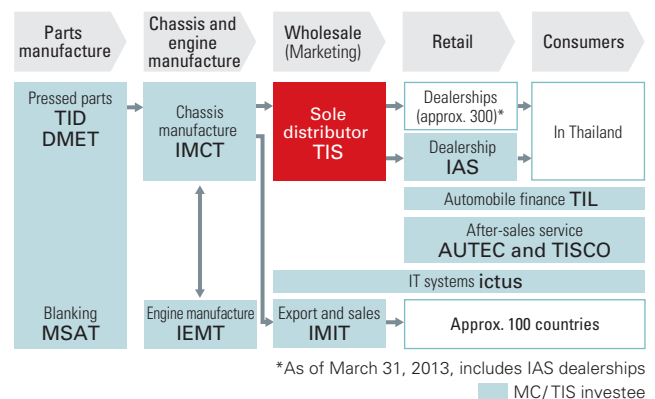 Parts
manufacture
Chassis and
engine
manufacture
Wholesale
(Marketing)
Retail
Consumers
Pressed parts
TID
DMET
Chassis
manufacture
IMCT
Sole
distributor
TIS
Dealerships
(approx. 300)*
In Thailand
Dealership
IAS
Automobile finance TIL
After-sales service
AUTEC and TISCO
IT systems ictus
Blanking
MSAT
Engine manufacture
IEMT
Export and sales
IMIT
Approx. 100 countries
*As of March 31, 2013, includes IAS dealerships
MC/TIS investee